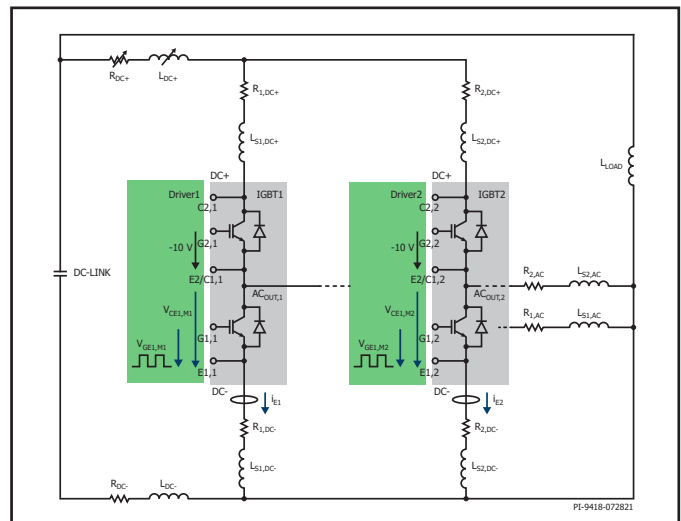 R_DC+
L_DC+
R_1,DC+
R_2,DC+
L_S1,DC+
L_S2,DC+
L_LOAD
DC+
DC+
Driver1
IGBT1
Driver2
IGBT2
C2,1
C2,2
G2,1
G2,2
-10 V
-10 V
DC-LINK
E2/C1,1
E2/C1,2
R_2,AC
L_S2,AC
AC_OUT,1
AC_OUT,2
V_CE1,M1
V_CE1,M2
R_1,AC
L_S1,AC
G1,1
G1,2
V_GE1,M1
V_GE1,M2
E1,1
E1,2
DC-
DC-
i_E1
i_E2
R_1,DC-
R_2,DC-
L_S1,DC-
L_S2,DC-
R_DC-
L_DC-
PI-9418-072821